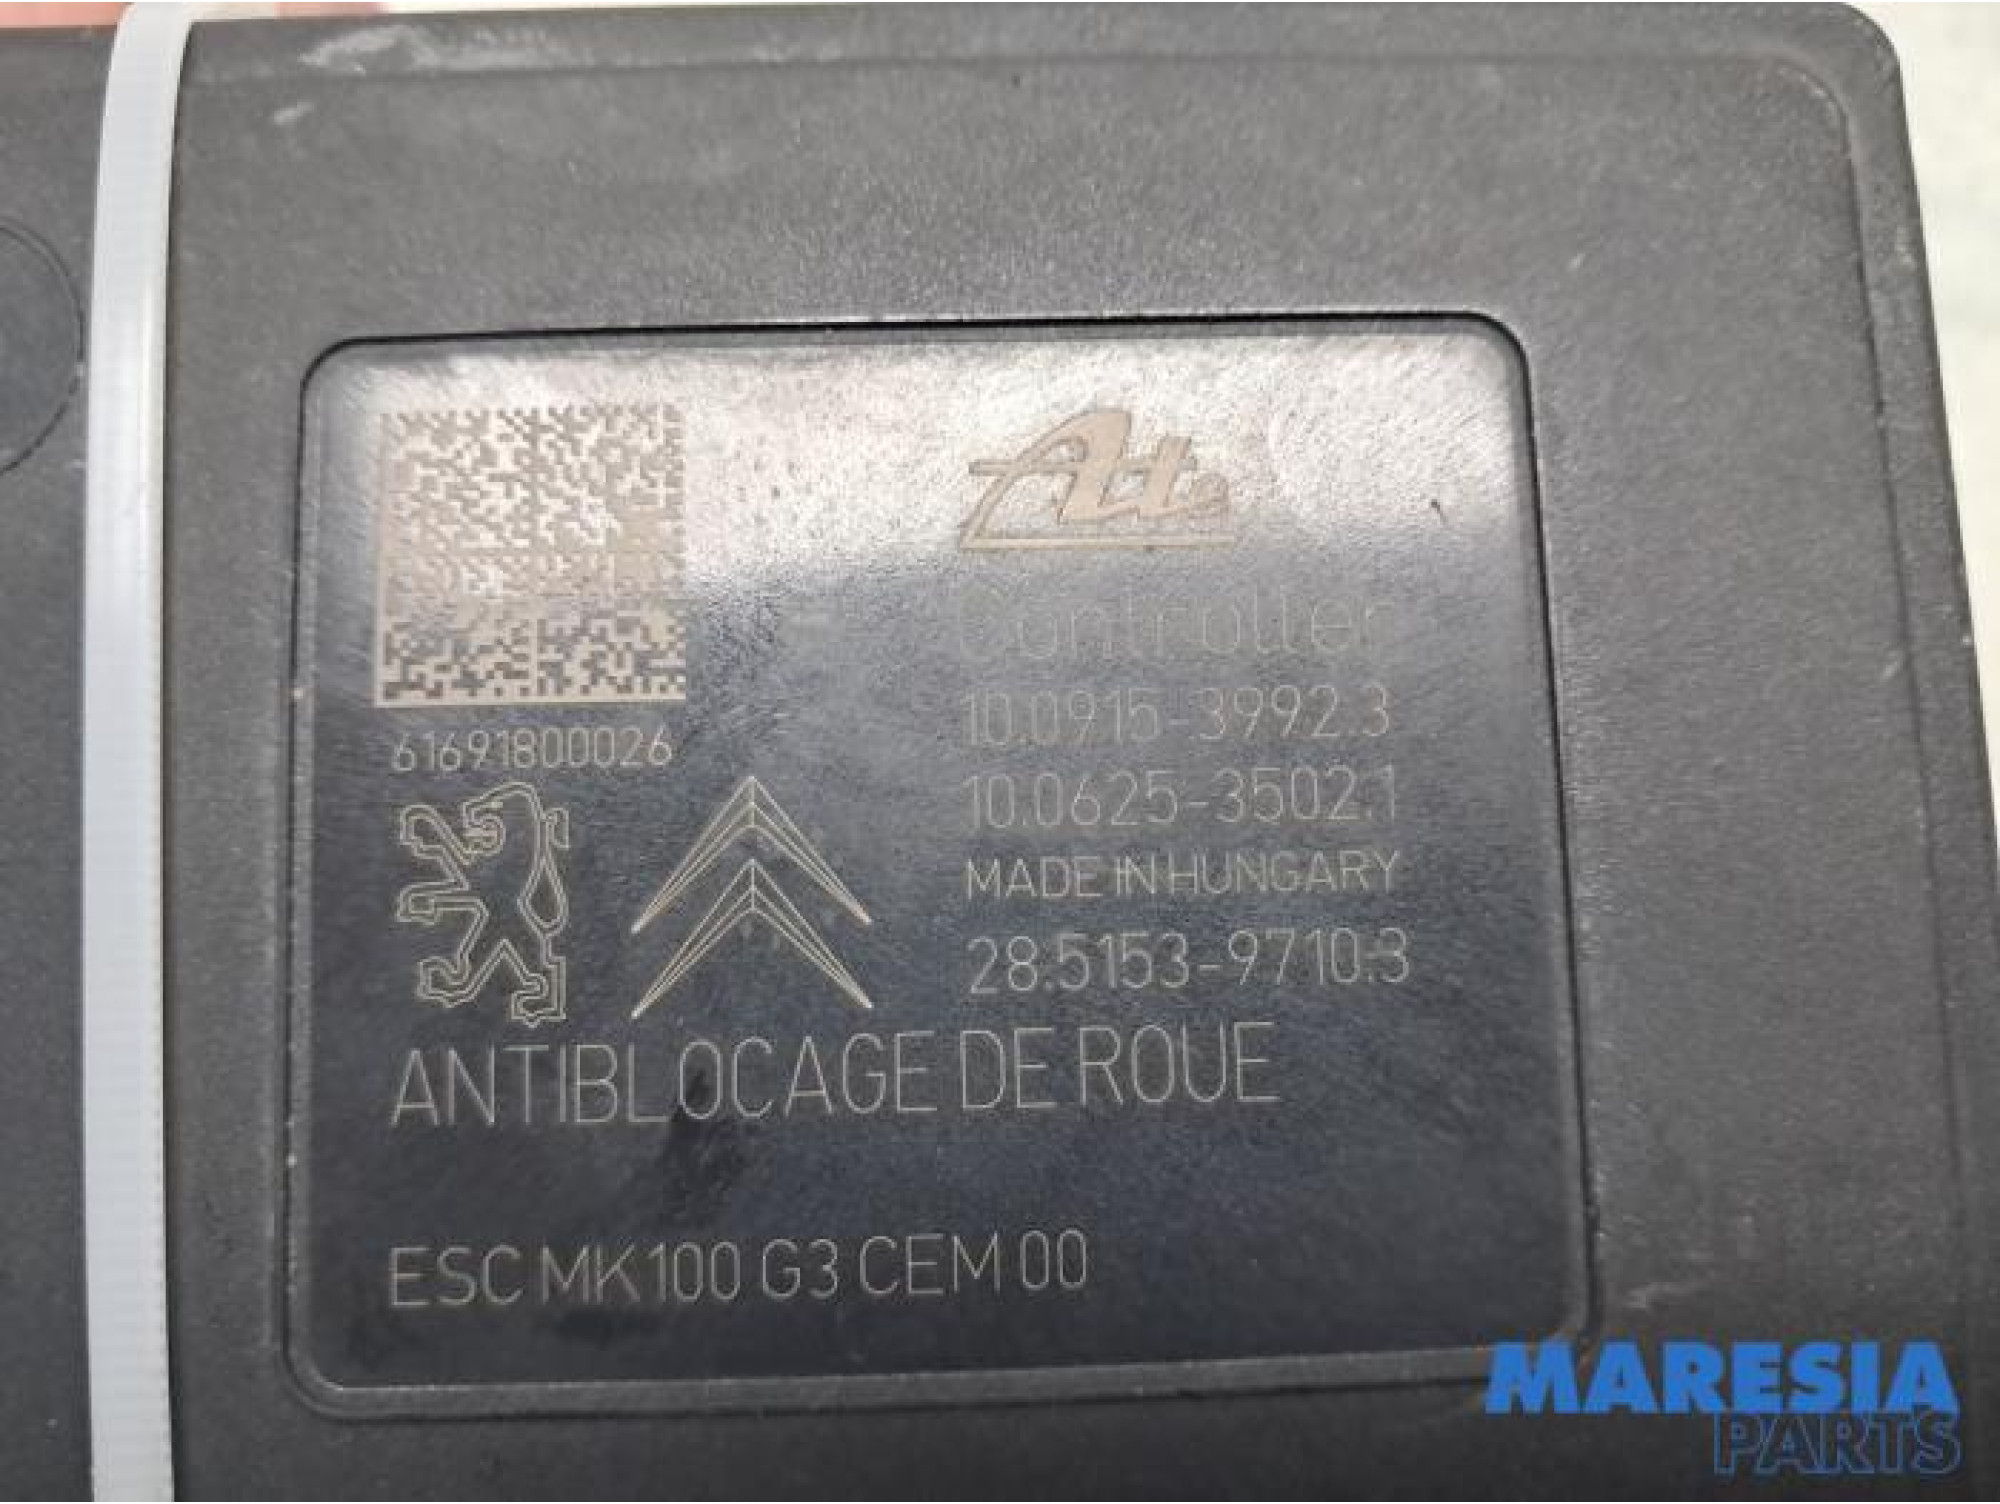 Ate
Controller
10.0915-3992.3
10.0625-3502.1
MADE IN HUNGARY
28.5153-9710.3
61691800026
ANTIBLOCAGE DE ROUE
ESC MK100 G3 CEM 00
MARESIA
PARTS